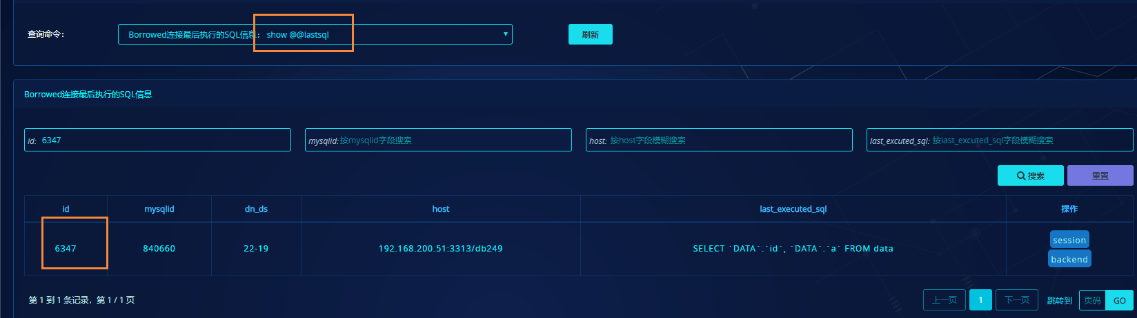 查询命令: Borrowed连接最后执行的SQL信息: show @@lastsql 刷新
Borrowed连接最后执行的SQL信息
id: 6347 mysqlid: 按mysqlid字段搜索 host: 按host字段模糊搜索 last_excuted_sql: 按last_excuted_sql字段模糊搜索
搜索 重置
id mysqlid dn_ds host last_executed_sql 操作
6347 840660 22-19 192.168.200.51:3313/db249 SELECT `DATA`.`id`, `DATA`.`a` FROM data session
backend
第 1 到 1 条记录，第 1 / 1 页 上一页 1 下一页 跳转到 页码 GO